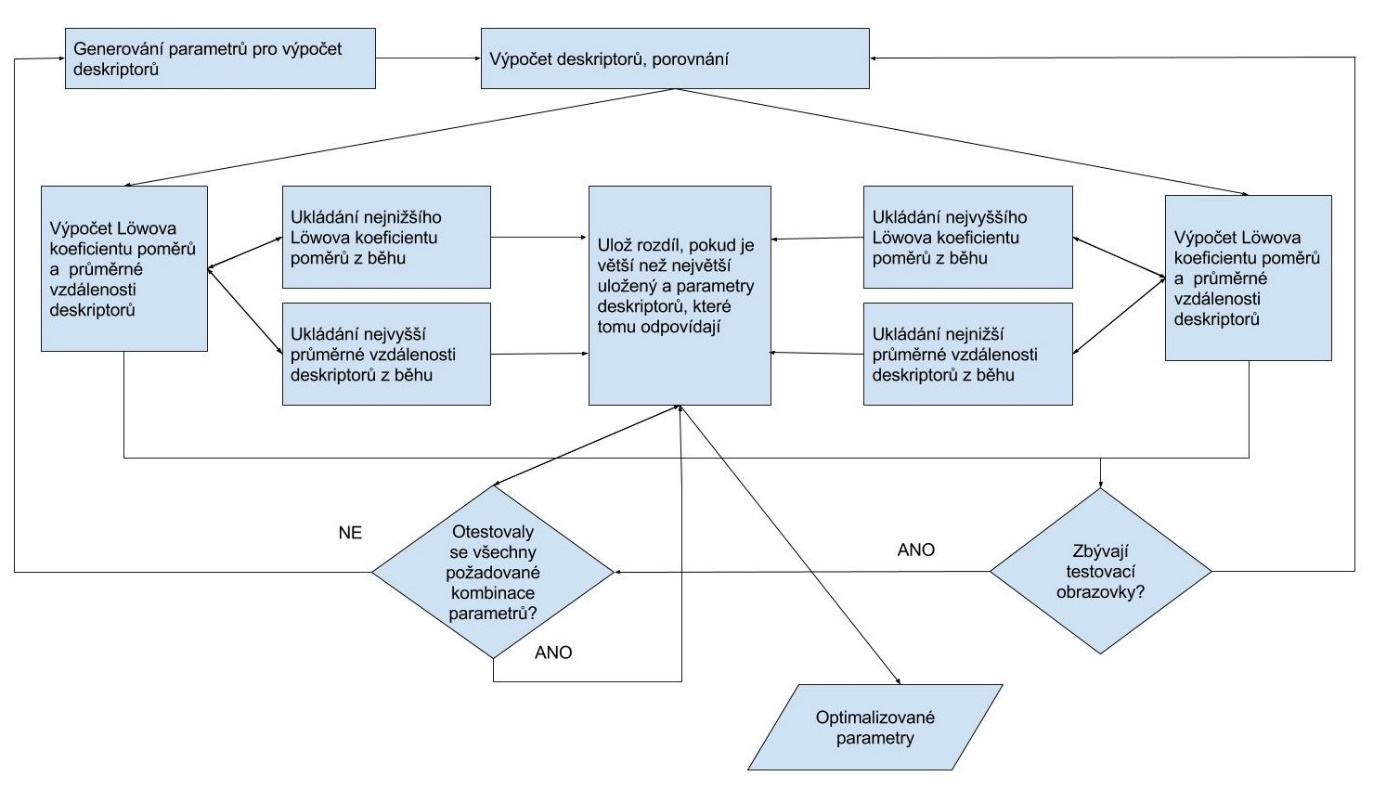 Generování parametrů pro výpočet
deskriptorů
Výpočet deskriptorů, porovnání
Výpočet Löwova
koeficientu poměrů
a průměrné
vzdálenosti
deskriptorů
Ukládání nejnižšího
Löwova koeficientu
poměrů z běhu
Ukládání nejvyšší
průměrné vzdálenosti
deskriptorů z běhu
Ulož rozdíl, pokud je
větší než největší
uložený a parametry
deskriptorů, které
tomu odpovídají
Ukládání nejvyššího
Löwova koeficientu
poměrů z běhu
Ukládání nejnižší
průměrné vzdálenosti
deskriptorů z běhu
Výpočet Löwova
koeficientu poměrů
a průměrné
vzdálenosti
deskriptorů
NE
Otestovaly
se všechny
požadované
kombinace
parametrů?
ANO
ANO
Zbývají
testovací
obrazovky?
Optimalizované
parametry